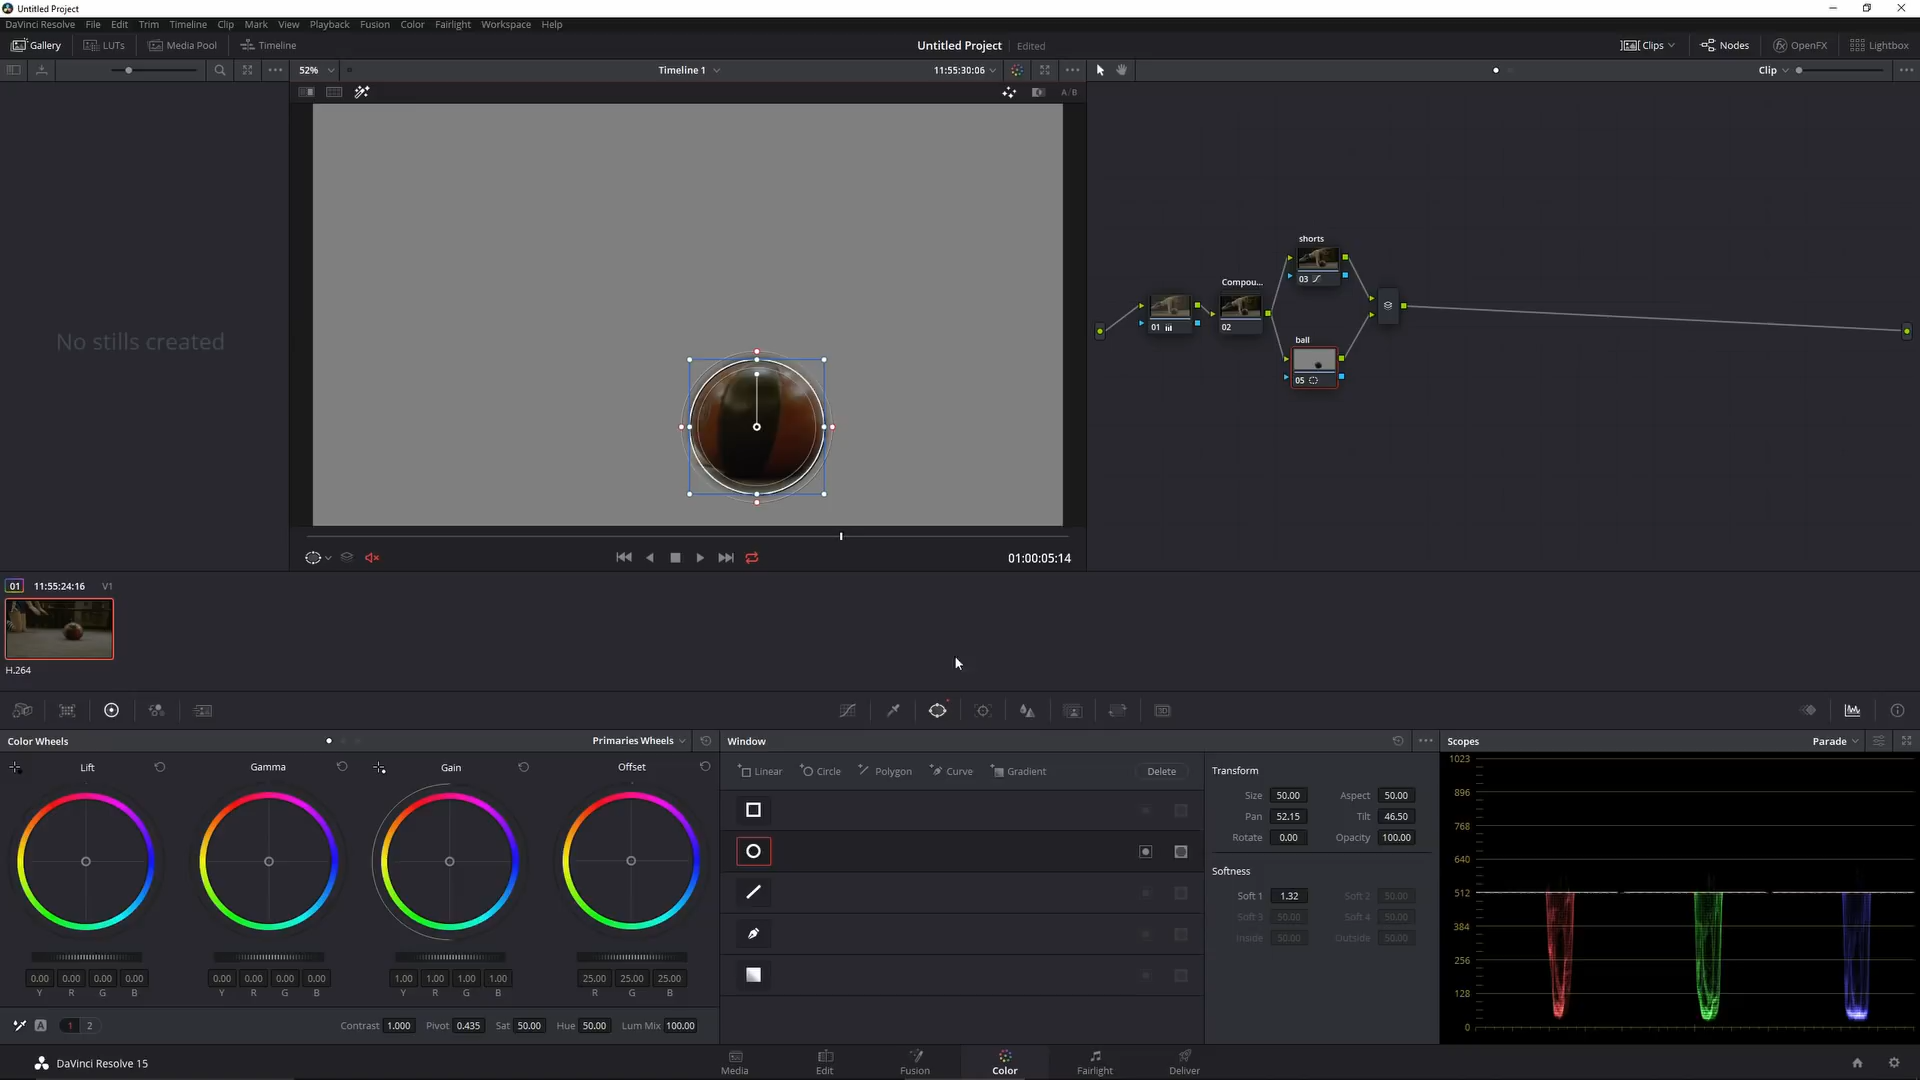 Untitled Project
DaVinci Resolve File Edit Trim Timeline Clip Mark View Playback Fusion Color Fairlight Workspace Help
Gallery LUTs Media Pool Timeline Untitled Project Edited Clips Nodes OpenFX Lightbox
52% Timeline 1 11:55:30:06 Clip
A/B
No stills created
shorts
03
Compou...
01
02
ball
05
01:00:05:14
01 11:55:24:16 V1
H.264
3D
Color Wheels Primaries Wheels Window Scopes Parade
Lift Gamma Gain Offset
Linear Circle Polygon Curve Gradient Delete
Transform
Size 50.00 Aspect 50.00
Pan 52.15 Tilt 46.50
Rotate 0.00 Opacity 100.00
Softness
Soft 1 1.32 Soft 2 50.00
Soft 3 50.00 Soft 4 50.00
Inside 50.00 Outside 50.00
1023
896
768
640
512
384
256
128
0
0.00 0.00 0.00 0.00 0.00 0.00 0.00 0.00 1.00 1.00 1.00 1.00 25.00 25.00 25.00
Y R G B Y R G B Y R G B R G B
A 1 2 Contrast 1.000 Pivot 0.435 Sat 50.00 Hue 50.00 Lum Mix 100.00
DaVinci Resolve 15 Media Edit Fusion Color Fairlight Deliver